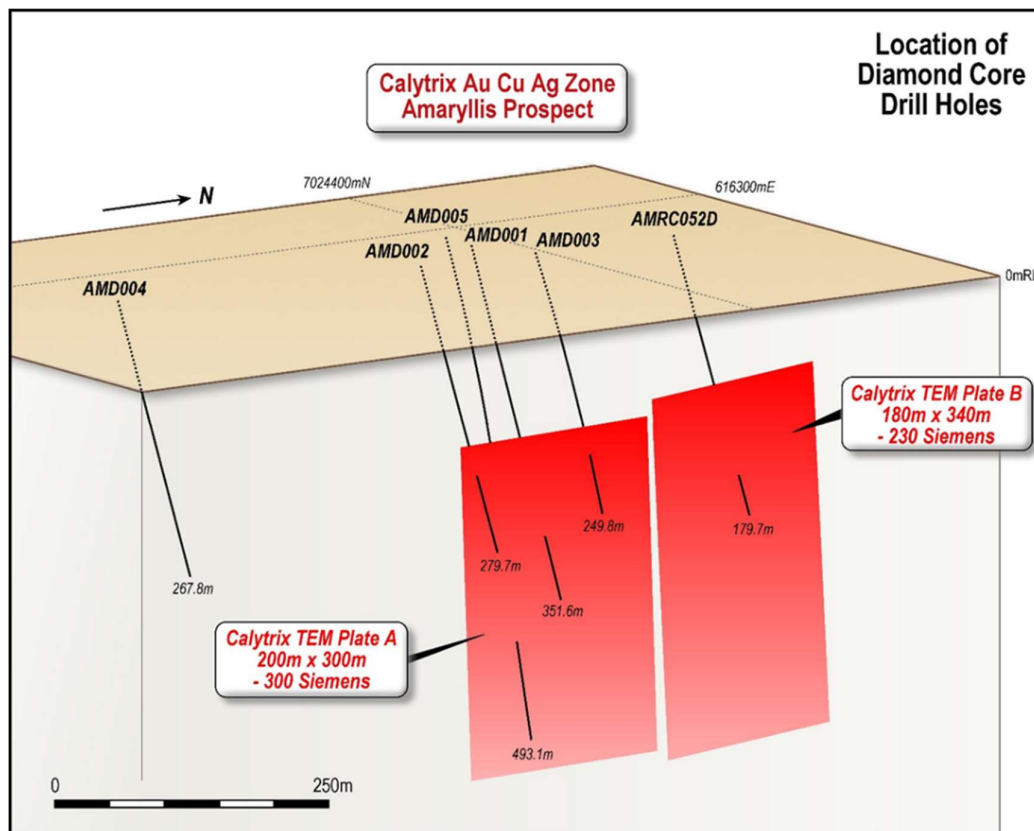 Location of
Diamond Core
Drill Holes
Calytrix Au Cu Ag Zone
Amaryllis Prospect
7024400mN
616300mE
N
AMD005
AMRC052D
AMD001
AMD003
AMD002
0mRL
AMD004
Calytrix TEM Plate B
180m x 340m
- 230 Siemens
249.8m
179.7m
279.7m
267.8m
351.6m
Calytrix TEM Plate A
200m x 300m
- 300 Siemens
493.1m
0
250m